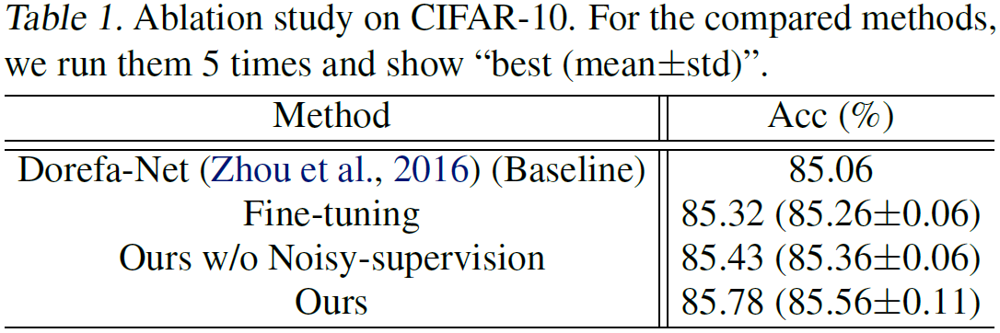 Table 1. Ablation study on CIFAR-10. For the compared methods,
we run them 5 times and show “best (mean±std)”.
Method Acc (%)
Dorefa-Net (Zhou et al., 2016) (Baseline) 85.06
Fine-tuning 85.32 (85.26±0.06)
Ours w/o Noisy-supervision 85.43 (85.36±0.06)
Ours 85.78 (85.56±0.11)